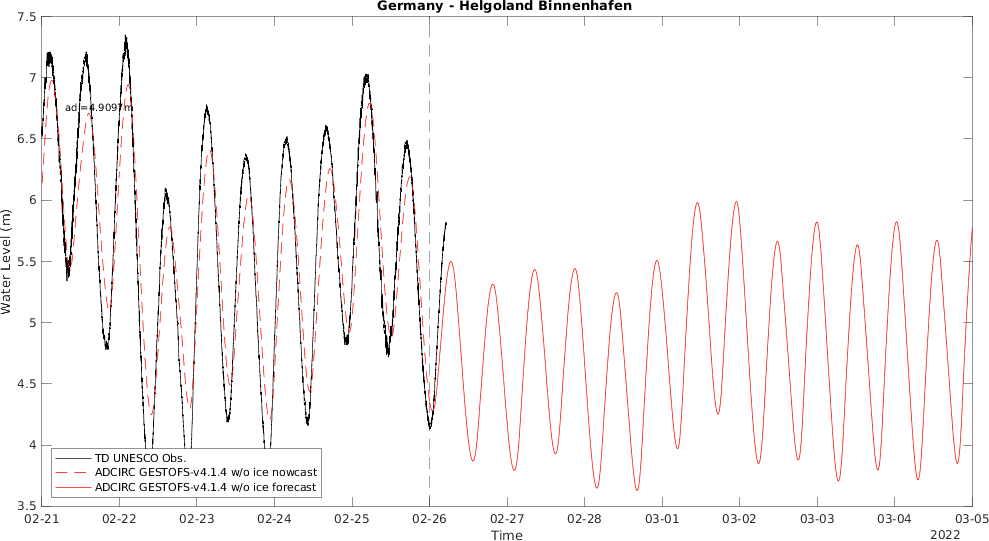 Germany - Helgoland Binnenhafen
7.5
7
6.5
6
5.5
5
4.5
4
3.5
Water Level (m)
adj=4.9097m
TD UNESCO Obs.
ADCIRC GESTOFS-v4.1.4 w/o ice nowcast
ADCIRC GESTOFS-v4.1.4 w/o ice forecast
02-21 02-22 02-23 02-24 02-25 02-26 02-27 02-28 03-01 03-02 03-03 03-04 03-05
Time
2022